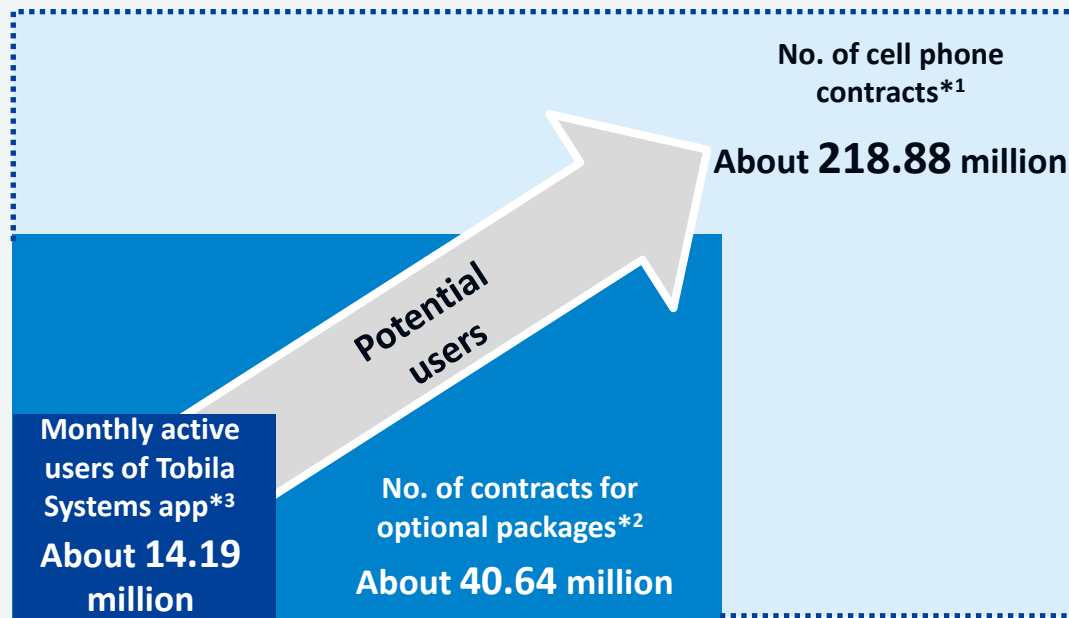 No. of cell phone
contracts*1
About 218.88 million
Potential
users
Monthly active
users of Tobila
Systems app*3
About 14.19
million
No. of contracts for
optional packages*2
About 40.64 million